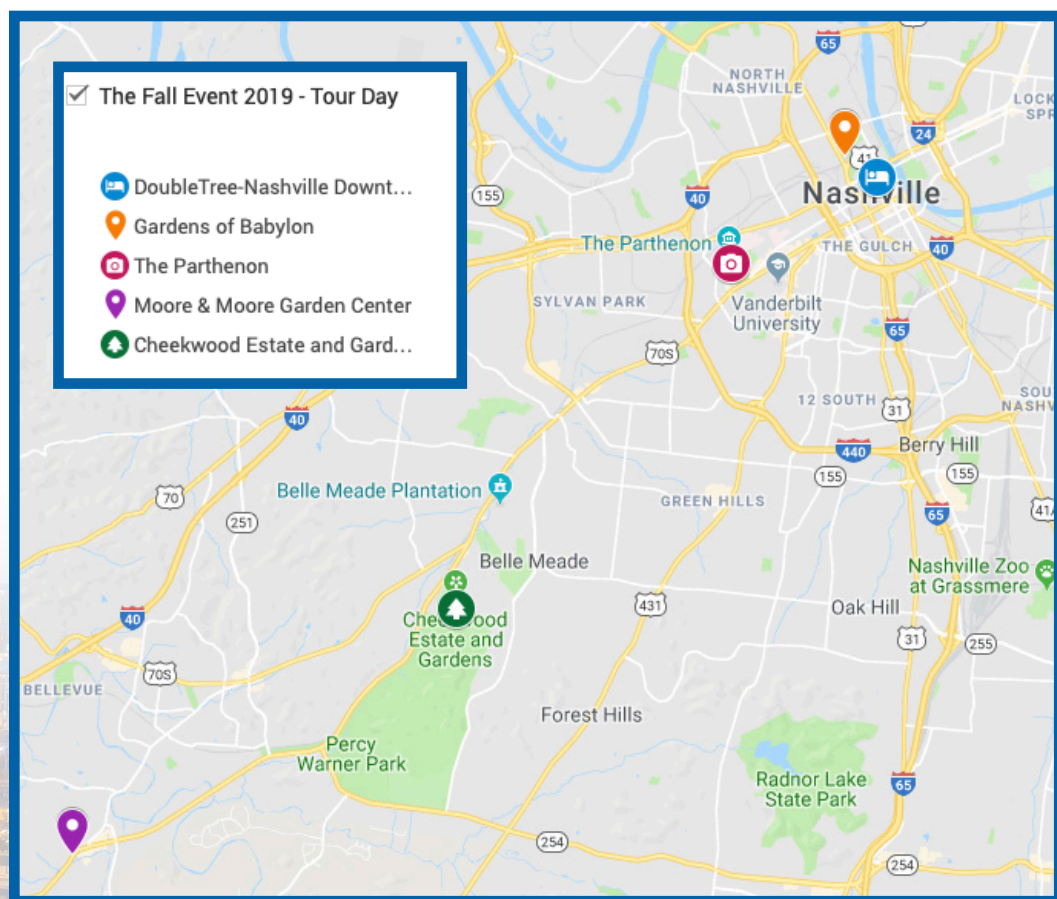 The Fall Event 2019 - Tour Day
DoubleTree-Nashville Downt...
Gardens of Babylon
The Parthenon
Moore & Moore Garden Center
Cheekwood Estate and Gard...
65
NORTH
NASHVILLE
LOCK
SPR
24
41
155
40
Nashville
The Parthenon
THE GULCH
40
SYLVAN PARK
Vanderbilt
University
65
70S
12 SOUTH
31
SOU
NASHV
40
Berry Hill
440
155
155
Belle Meade Plantation
70
GREEN HILLS
65
41A
251
Belle Meade
Nashville Zoo
at Grassmere
431
Oak Hill
40
Cheekwood
Estate and
Gardens
31
255
70S
BELLEVUE
Forest Hills
Percy
Warner Park
Radnor Lake
State Park
65
254
254